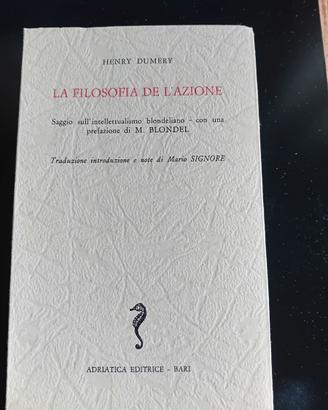 HENRY DUMERY
LA FILOSOFIA DE L'AZIONE
Saggio sull'intellettualismo blondeliano - con una
prefazione di M. BLONDEL
Traduzione introduzione e note di Mario SIGNORE
ADRIATICA EDITRICE - BARI